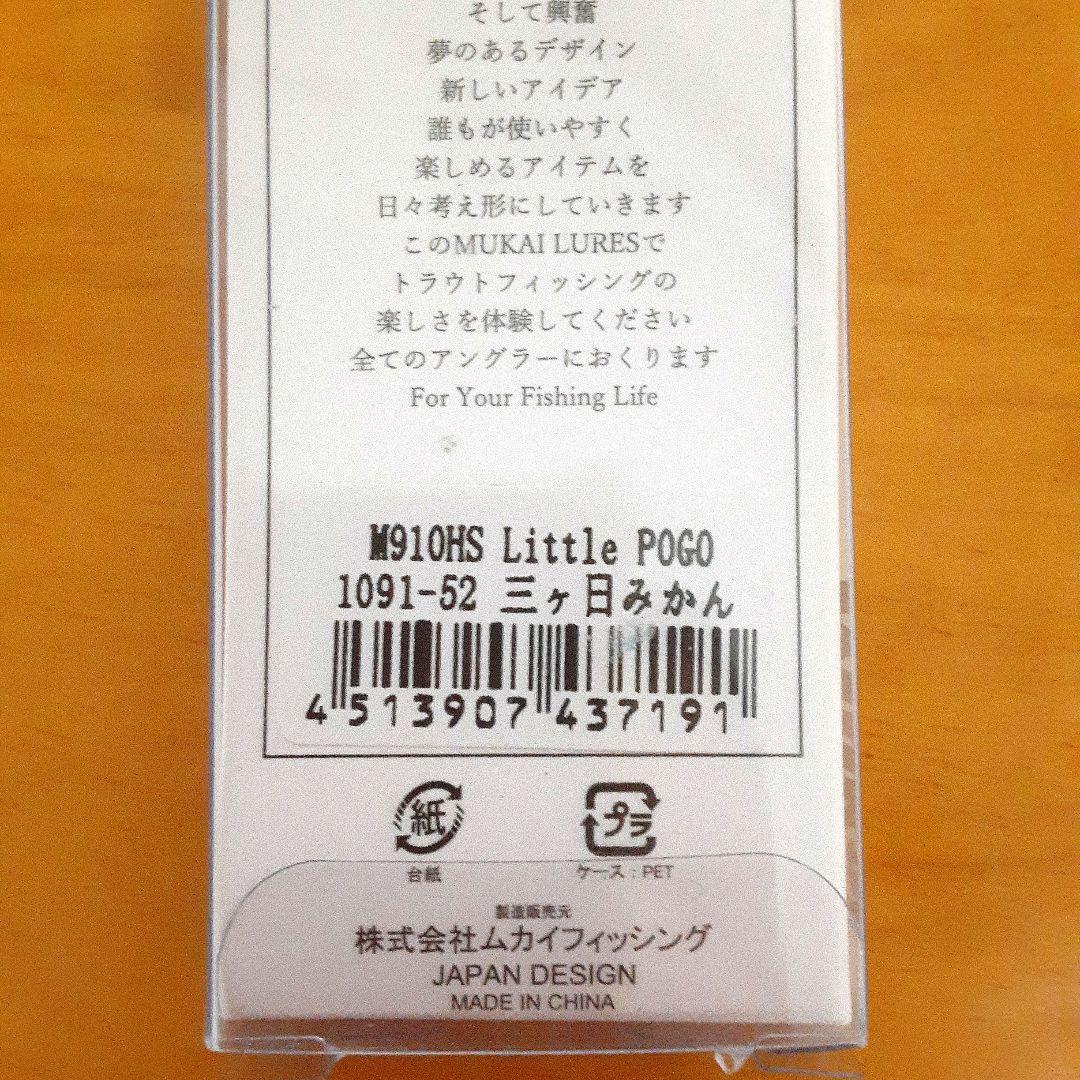 そして興奮
夢のあるデザイン
新しいアイデア
誰もが使いやすく
楽しめるアイテムを
日々考え形にしていきます
このMUKAI LURESで
トラウトフィッシングの
楽しさを体験してください
全てのアングラーにおくります
For Your Fishing Life
M910HS Little POGO
1091-52 三ヶ日みかん
4 513907 437191
紙
台紙
プラ
ケース:PET
製造販売元
株式会社ムカイフィッシング
JAPAN DESIGN
MADE IN CHINA